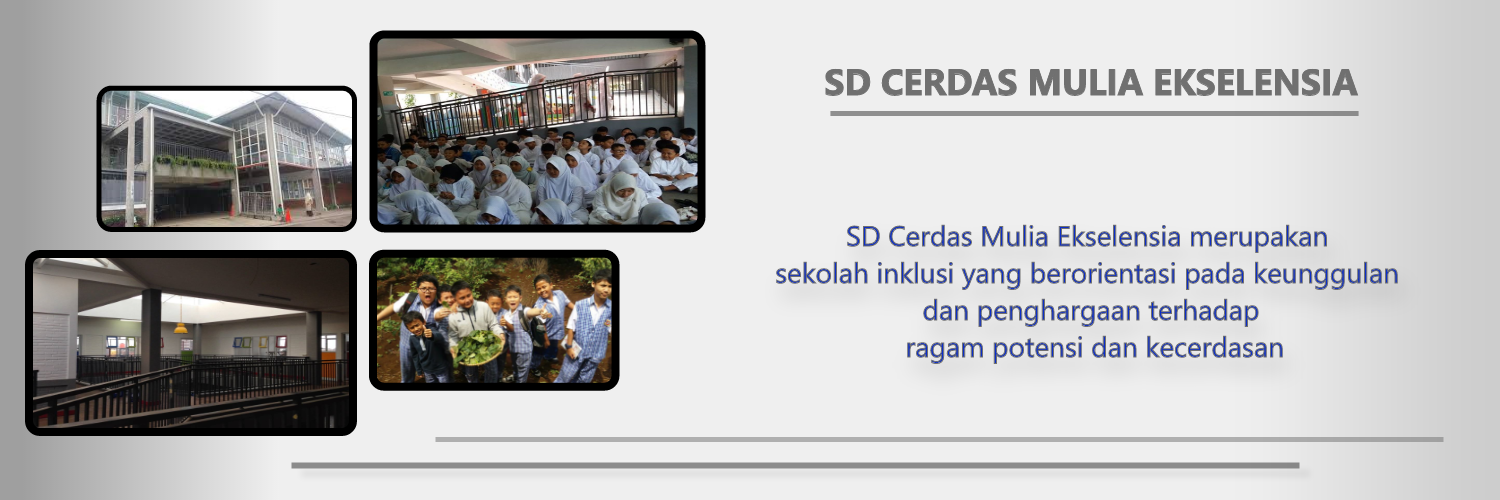 SD CERDAS MULIA EKSELENSIA
SD Cerdas Mulia Ekselensia merupakan
sekolah inklusi yang berorientasi pada keunggulan
dan penghargaan terhadap
ragam potensi dan kecerdasan